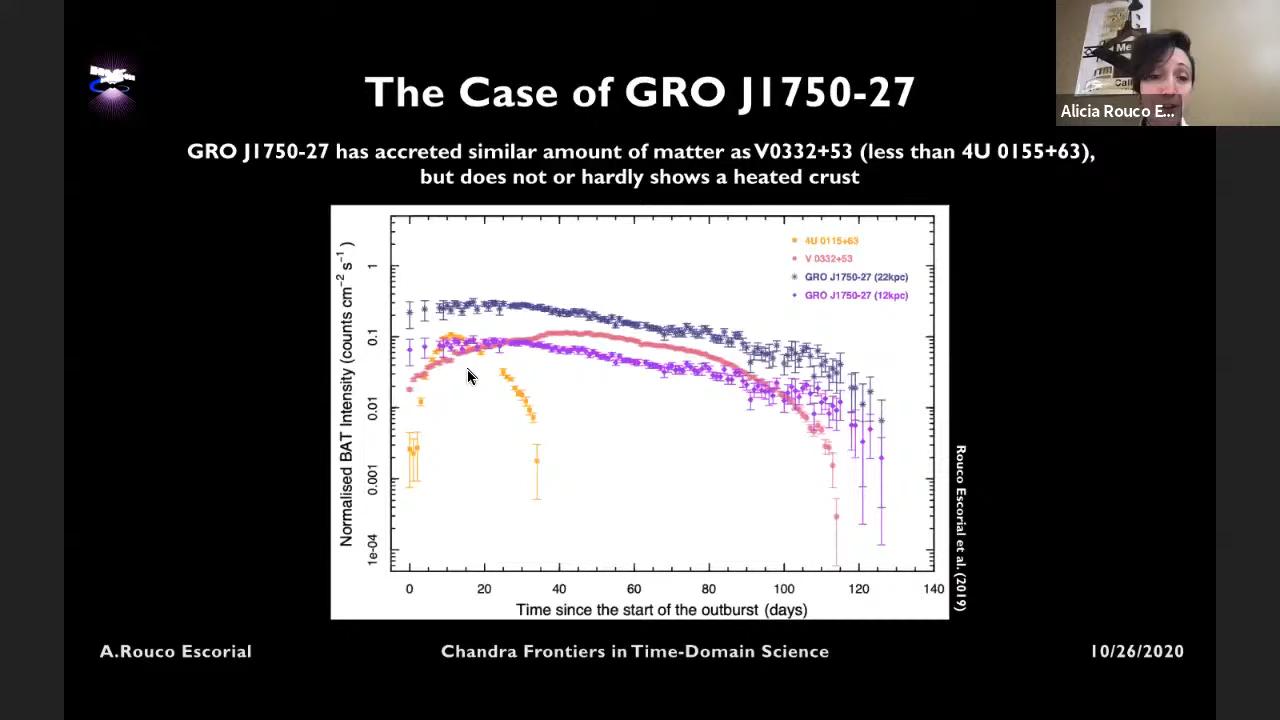 The Case of GRO J1750-27
Alicia Rouco E...
GRO J1750-27 has accreted similar amount of matter as V0332+53 (less than 4U 0155+63),
but does not or hardly shows a heated crust
Normalised BAT Intensity (counts cm⁻² s⁻¹)
1
0.1
0.01
0.001
1e-04
4U 0115+63
V 0332+53
GRO J1750-27 (22kpc)
GRO J1750-27 (12kpc)
0 20 40 60 80 100 120 140
Time since the start of the outburst (days)
Rouco Escorial et al. (2019)
A.Rouco Escorial
Chandra Frontiers in Time-Domain Science
10/26/2020